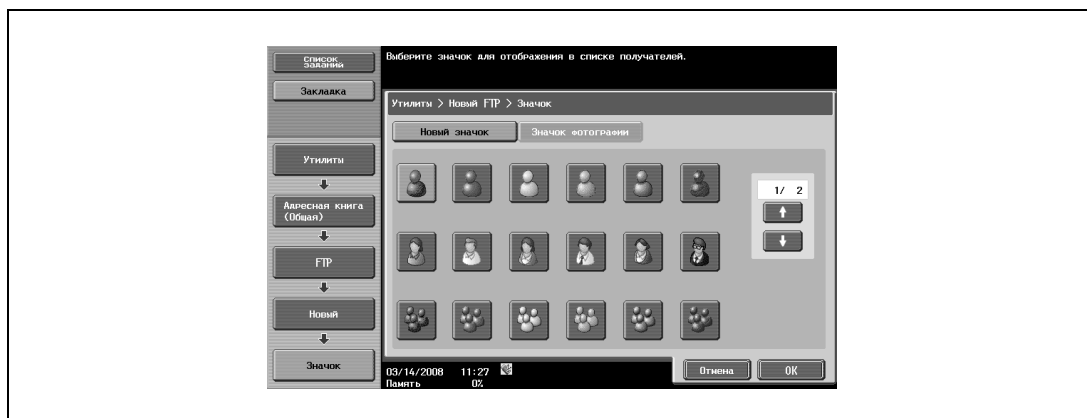 Список
заданий
Выберите значок для отображения в списке получателей.
Закладка
Утилиты > Новый FTP > Значок
Новый значок
Значок фотографии
Утилиты
1/ 2
Адресная книга
(Общая)
FTP
Новый
Значок
03/14/2008 11:27
Память 0%
Отмена
OK